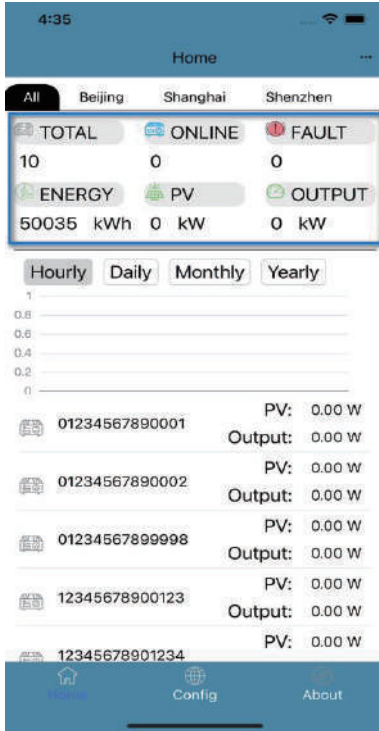 4:35
Home
All Beijing Shanghai Shenzhen
TOTAL ONLINE FAULT
10 0 0
ENERGY PV OUTPUT
50035 kWh 0 kW 0 kW
Hourly Daily Monthly Yearly
1
0.8
0.6
0.4
0.2
0
01234567890001 PV: 0.00 W
Output: 0.00 W
01234567890002 PV: 0.00 W
Output: 0.00 W
01234567899998 PV: 0.00 W
Output: 0.00 W
12345678900123 PV: 0.00 W
Output: 0.00 W
12345678901234 PV: 0.00 W
Home Config About